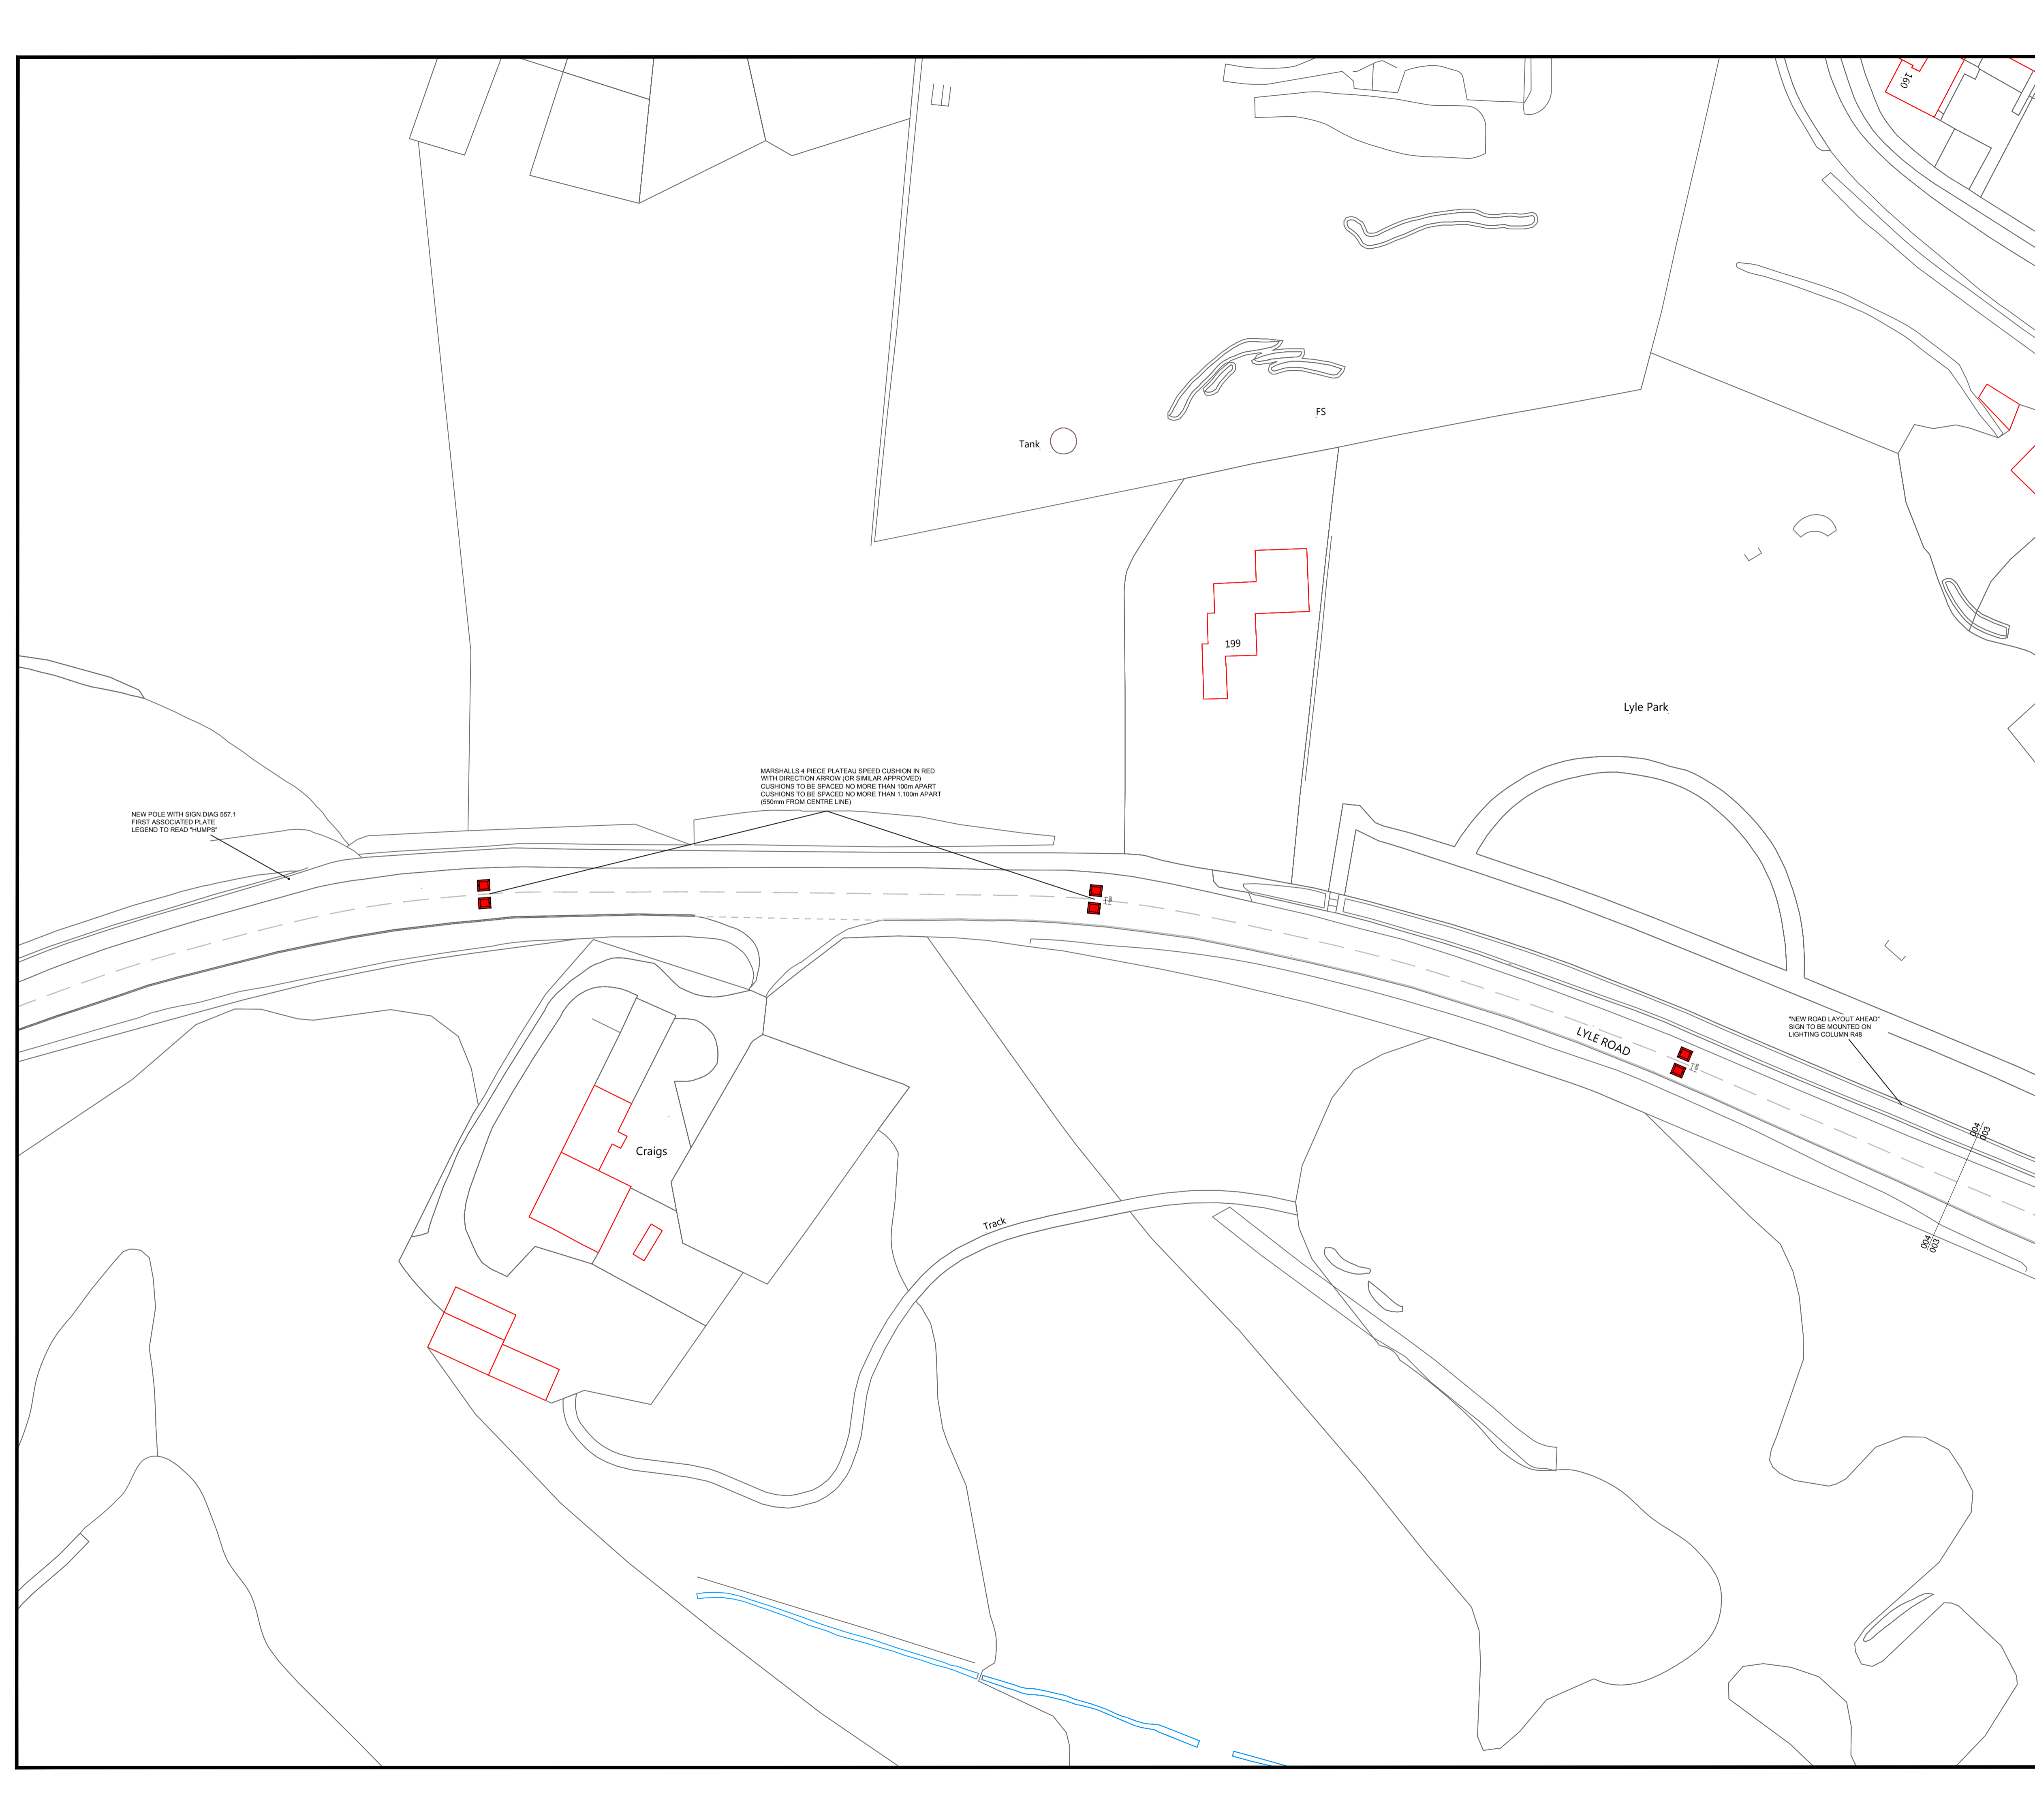 160
FS
Tank
199
Lyle Park
MARSHALLS 4 PIECE PLATEAU SPEED CUSHION IN RED
WITH DIRECTION ARROW (OR SIMILAR APPROVED)
CUSHIONS TO BE SPACED NO MORE THAN 100m APART
CUSHIONS TO BE SPACED NO MORE THAN 1.100m APART
(550mm FROM CENTRE LINE)
NEW POLE WITH SIGN DIAG 557.1
FIRST ASSOCIATED PLATE
LEGEND TO READ "HUMPS"
"NEW ROAD LAYOUT AHEAD"
SIGN TO BE MOUNTED ON
LIGHTING COLUMN R48
LYLE ROAD
004
003
Craigs
Track
004
003